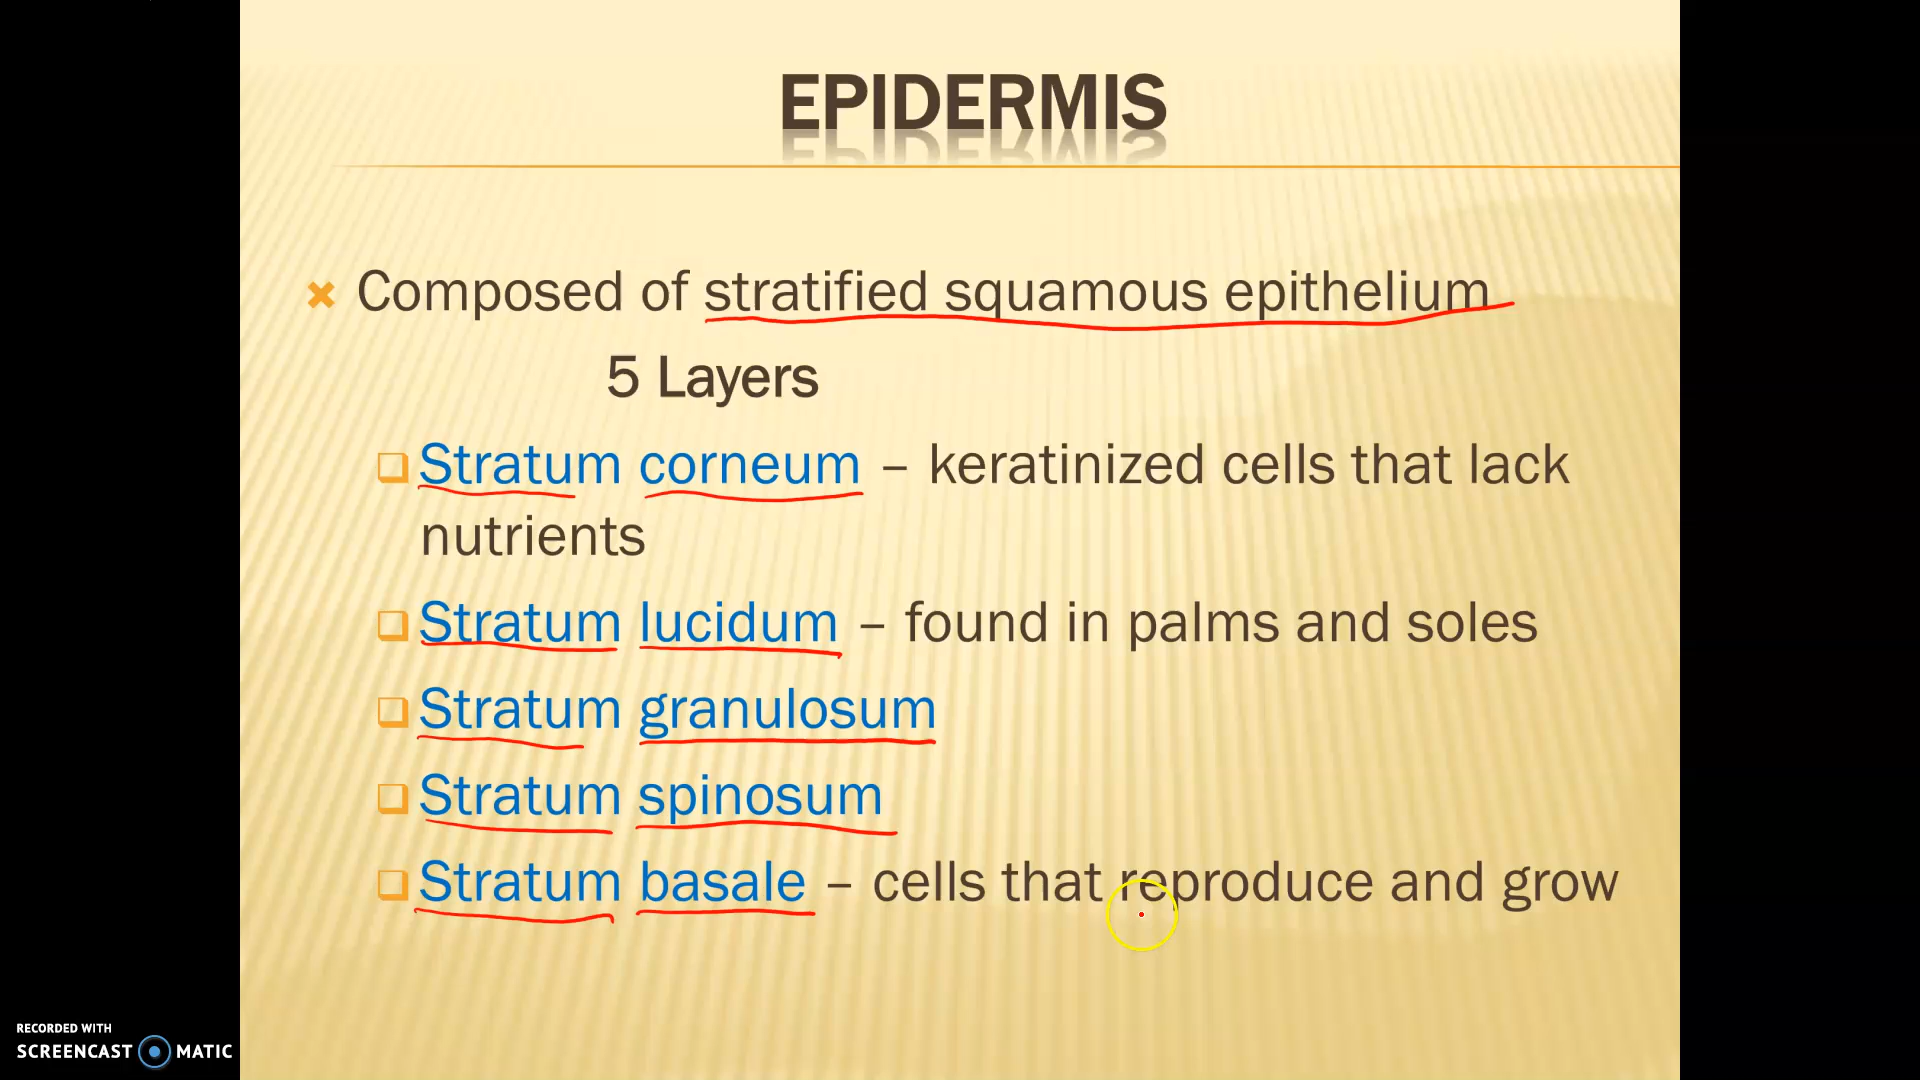 EPIDERMIS
Composed of stratified squamous epithelium
5 Layers
Stratum corneum – keratinized cells that lack
nutrients
Stratum lucidum – found in palms and soles
Stratum granulosum
Stratum spinosum
Stratum basale – cells that reproduce and grow
RECORDED WITH
SCREENCAST MATIC